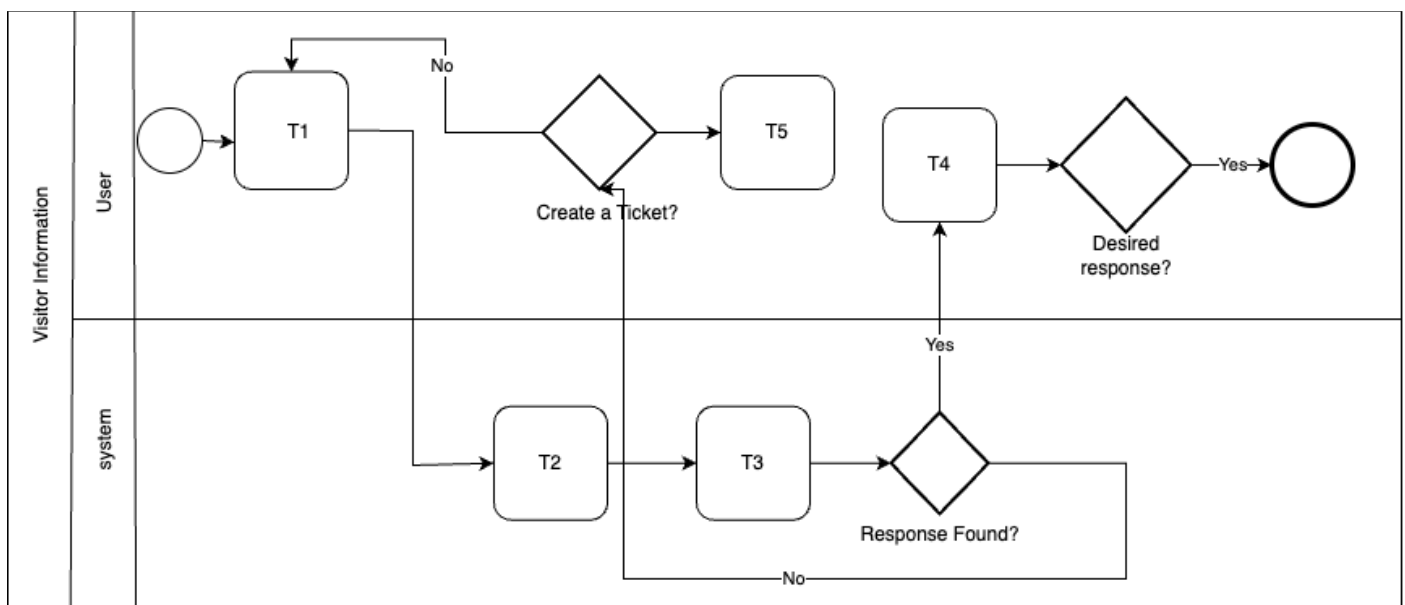 Visitor Information
User
No
T1
T5
T4
Yes
Create a Ticket?
Desired
response?
system
Yes
T2
T3
Response Found?
No